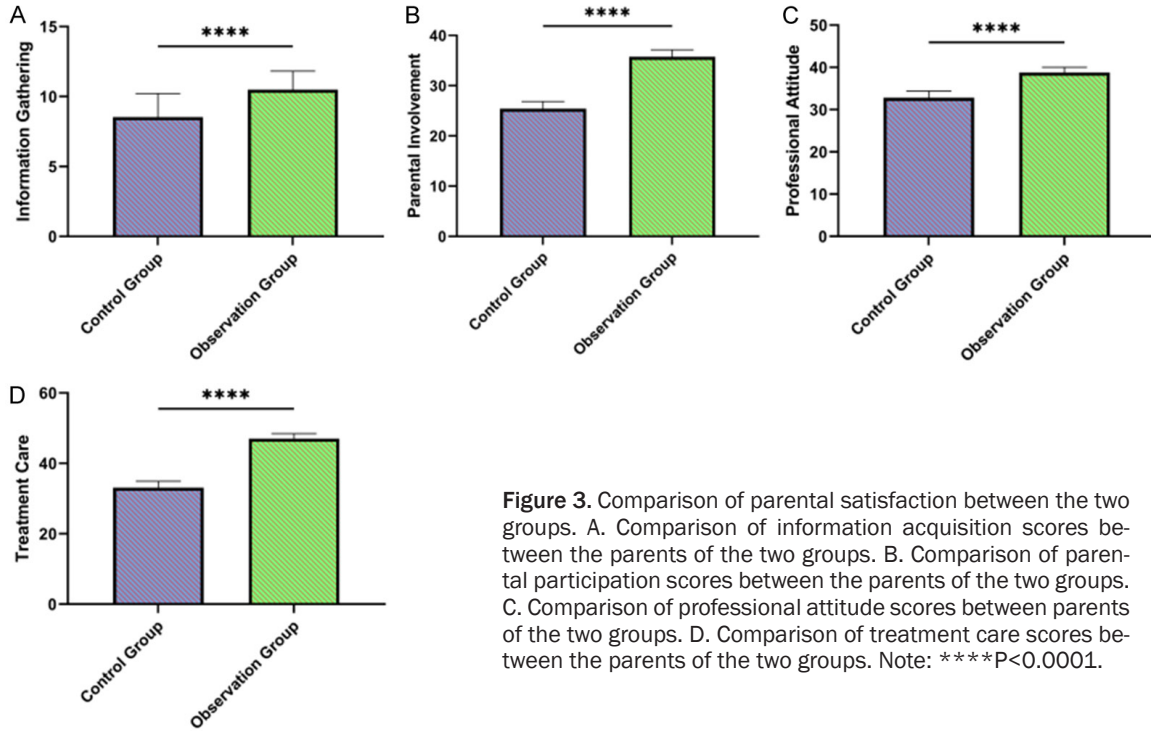 A
15
10
5
0
Information Gathering
****
Control Group
Observation Group
B
40
30
20
10
0
Parental Involvement
****
Control Group
Observation Group
C
50
40
30
20
10
0
Professional Attitude
****
Control Group
Observation Group
D
60
40
20
0
Treatment Care
****
Control Group
Observation Group
Figure 3. Comparison of parental satisfaction between the two
groups. A. Comparison of information acquisition scores be-
tween the parents of the two groups. B. Comparison of paren-
tal participation scores between the parents of the two groups.
C. Comparison of professional attitude scores between parents
of the two groups. D. Comparison of treatment care scores be-
tween the parents of the two groups. Note: ****P<0.0001.